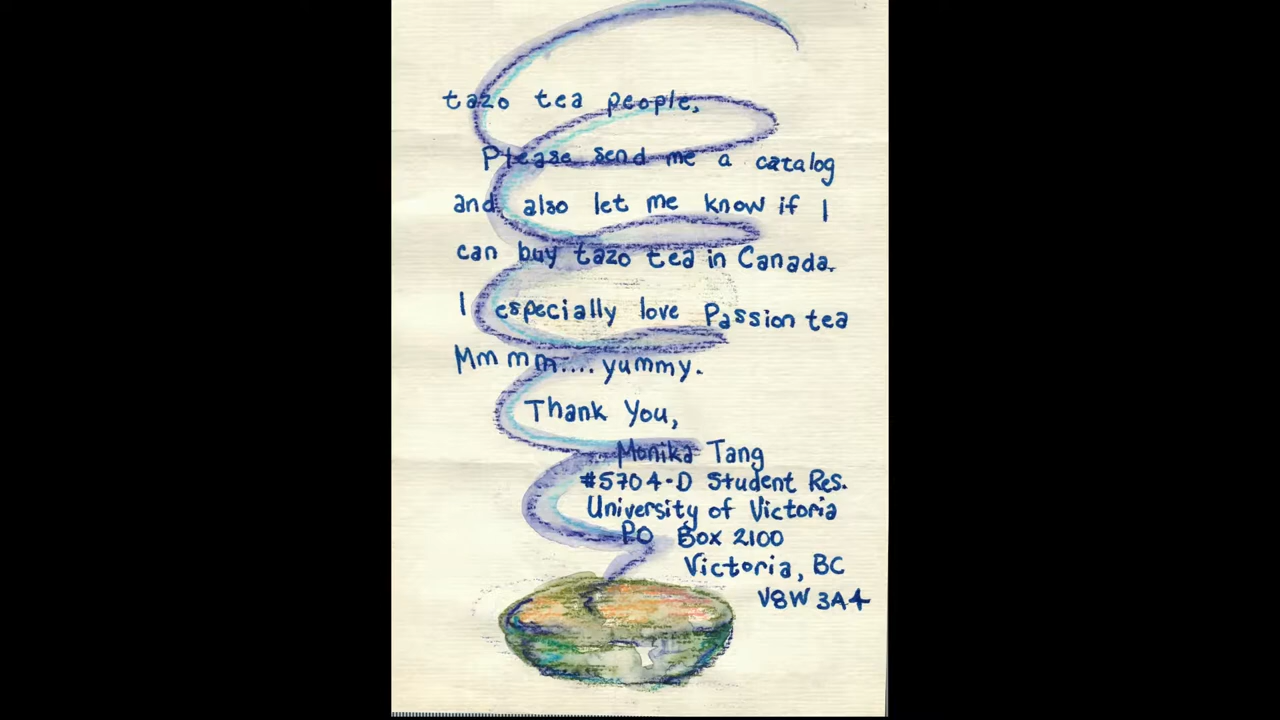 tazo tea people,
Please send me a catalog
and also let me know if I
can buy tazo tea in Canada.
I especially love Passion tea
Mm mm.... yummy.
Thank You,
Monika Tang
#5704-D Student Res.
University of Victoria
PO Box 2100
Victoria, BC
V8W 3A4